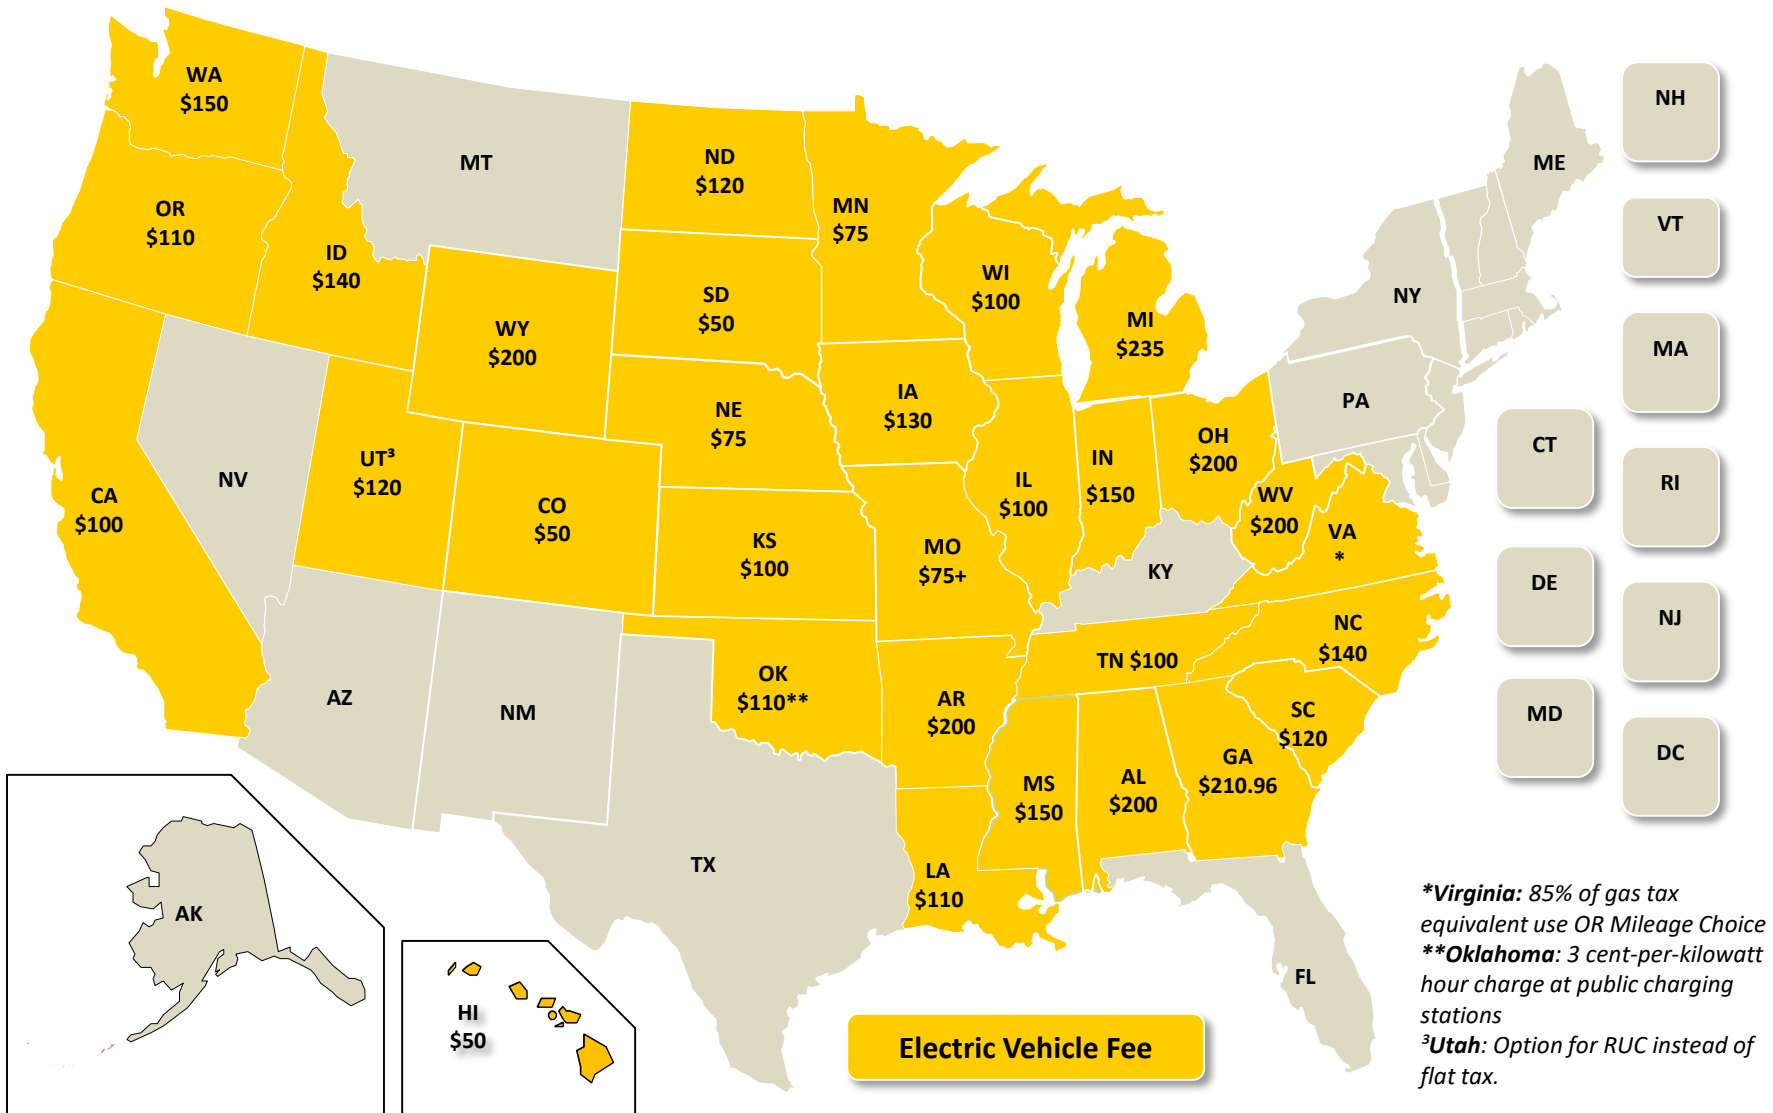 WA
$150
OR
$110
ID
$140
MT
ND
$120
MN
$75
SD
$50
WY
$200
WI
$100
MI
$235
NY
ME
NH
VT
MA
CT
RI
DE
NJ
MD
DC
CA
$100
NV
UT³
$120
CO
$50
NE
$75
IA
$130
KS
$100
MO
$75+
IL
$100
IN
$150
OH
$200
PA
WV
$200
VA
*
KY
NC
$140
TN $100
SC
$120
AZ
NM
OK
$110**
AR
$200
MS
$150
AL
$200
GA
$210.96
TX
LA
$110
FL
AK
HI
$50
Electric Vehicle Fee
*Virginia: 85% of gas tax
equivalent use OR Mileage Choice
**Oklahoma: 3 cent-per-kilowatt
hour charge at public charging
stations
³Utah: Option for RUC instead of
flat tax.